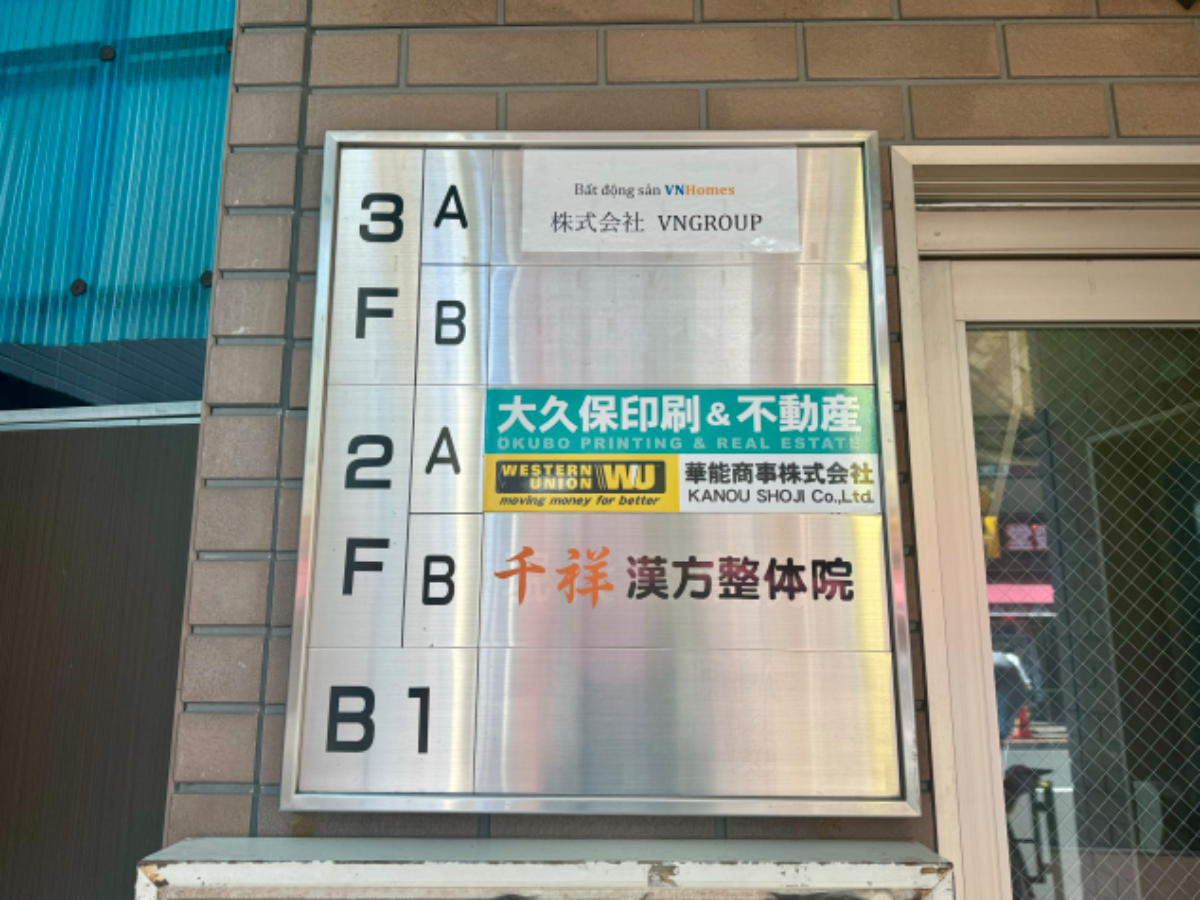 3F
A
Bất động sản VNHomes
株式会社 VNGROUP
B
2F
A
大久保印刷&不動産
OKUBO PRINTING & REAL ESTATE
WESTERN UNION WU
moving money for better
華能商事株式会社
KANOU SHOJI Co.,Ltd.
B
千祥 漢方整体院
B1